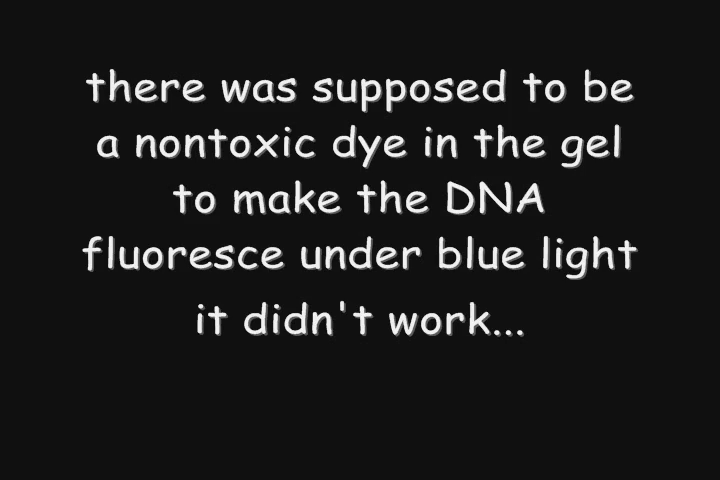 there was supposed to be
a nontoxic dye in the gel
to make the DNA
fluoresce under blue light
it didn't work...